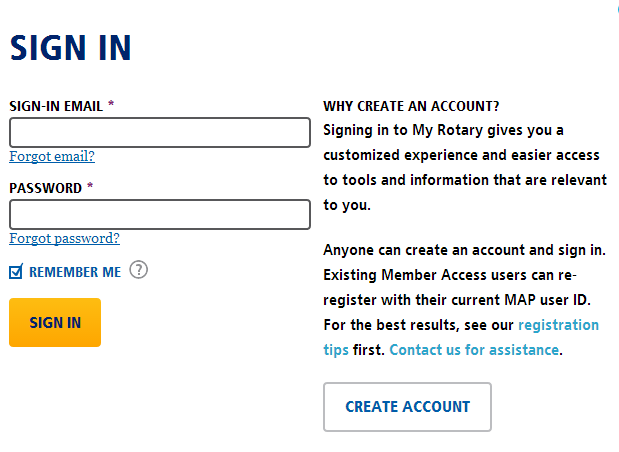 SIGN IN
SIGN-IN EMAIL *
Forgot email?
PASSWORD *
Forgot password?
REMEMBER ME ?
SIGN IN
WHY CREATE AN ACCOUNT?
Signing in to My Rotary gives you a
customized experience and easier access
to tools and information that are relevant
to you.
Anyone can create an account and sign in.
Existing Member Access users can re-
register with their current MAP user ID.
For the best results, see our registration
tips first. Contact us for assistance.
CREATE ACCOUNT